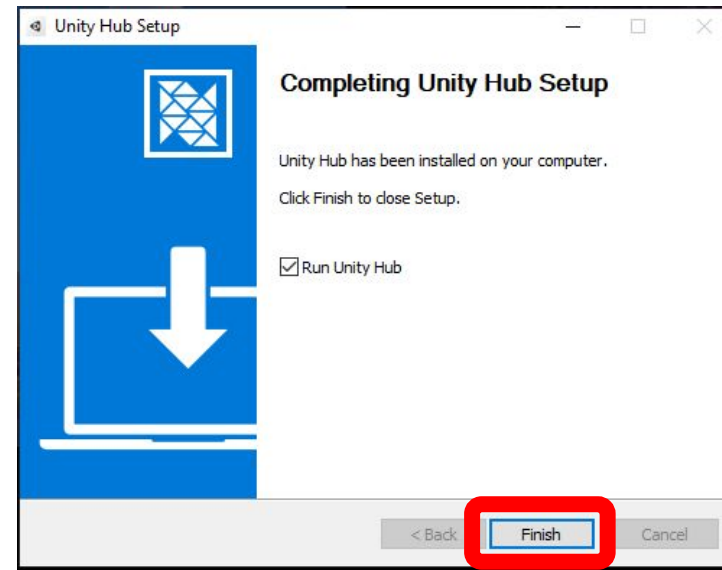 Unity Hub Setup
Completing Unity Hub Setup
Unity Hub has been installed on your computer.
Click Finish to close Setup.
Run Unity Hub
< Back Finish Cancel